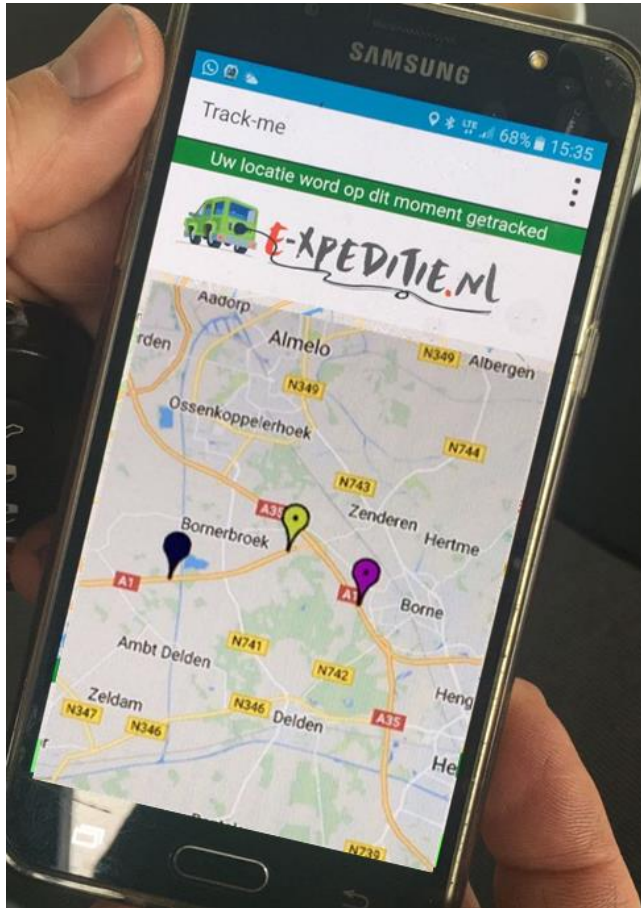 SAMSUNG
LTE 68% 15:35
Track-me
Uw locatie word op dit moment getracked
E-XPEDITIE.NL
Aadorp
rden
Almelo
N349
Albergen
N349
Ossenkoppelerhoek
N744
N743
A35
Zenderen
Hertme
Bornerbroek
A1
A1
Borne
Ambt Delden
N741
N742
Zeldam
N346
Heng
N347
N346
Delden
A35
He
N739